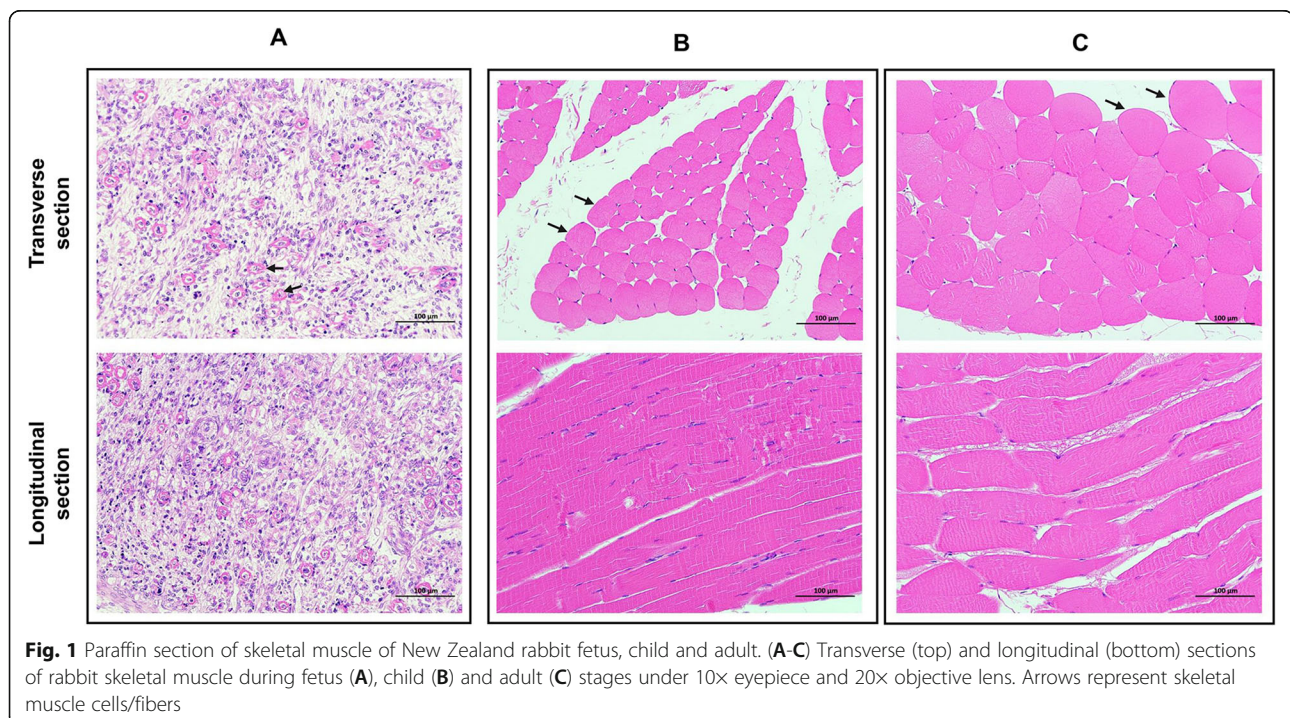 A
B
C
Transverse
section
100 µm
100 µm
100 µm
Longitudinal
section
100 µm
100 µm
100 µm
Fig. 1 Paraffin section of skeletal muscle of New Zealand rabbit fetus, child and adult. (A-C) Transverse (top) and longitudinal (bottom) sections
of rabbit skeletal muscle during fetus (A), child (B) and adult (C) stages under 10× eyepiece and 20× objective lens. Arrows represent skeletal
muscle cells/fibers